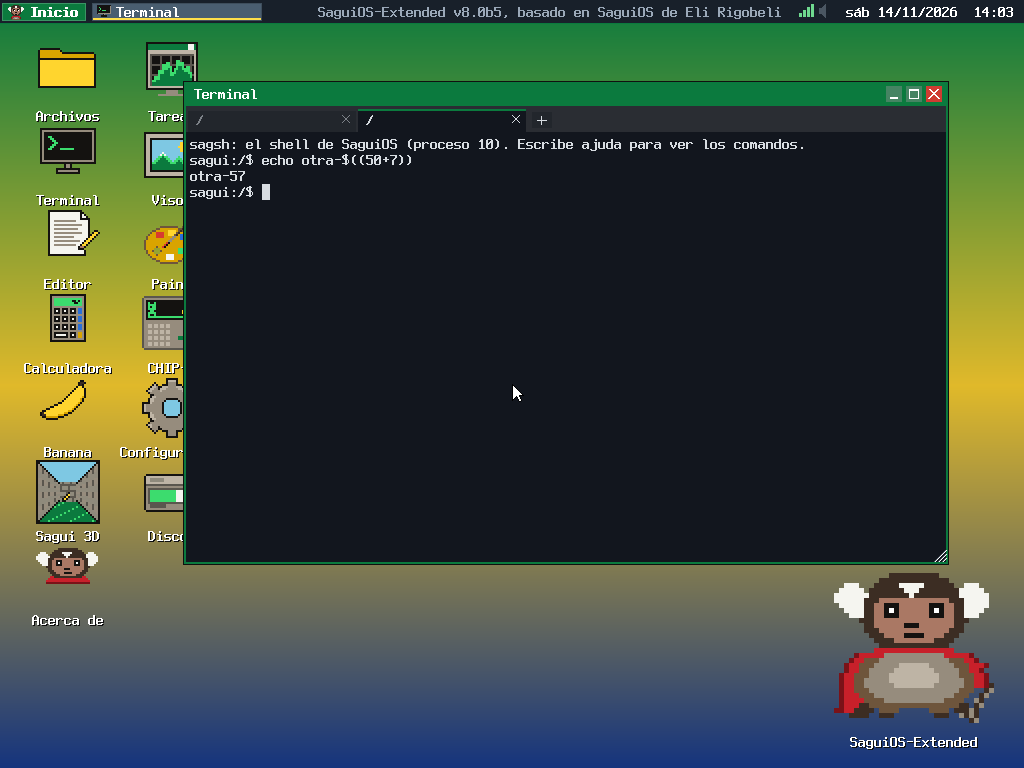 Inicio
Terminal
SaguiOS-Extended v8.0b5, basado en SaguiOS de Eli Rigobeli
sáb 14/11/2026 14:03
Archivos
Terminal
Editor
Calculadora
Banana
Configur
Sagui 3D
Acerca de
Terminal
/
/
+
sagsh: el shell de SaguiOS (proceso 10). Escribe ajuda para ver los comandos.
sagui:/$ echo otra-$((50+7))
otra-57
sagui:/$
SaguiOS-Extended